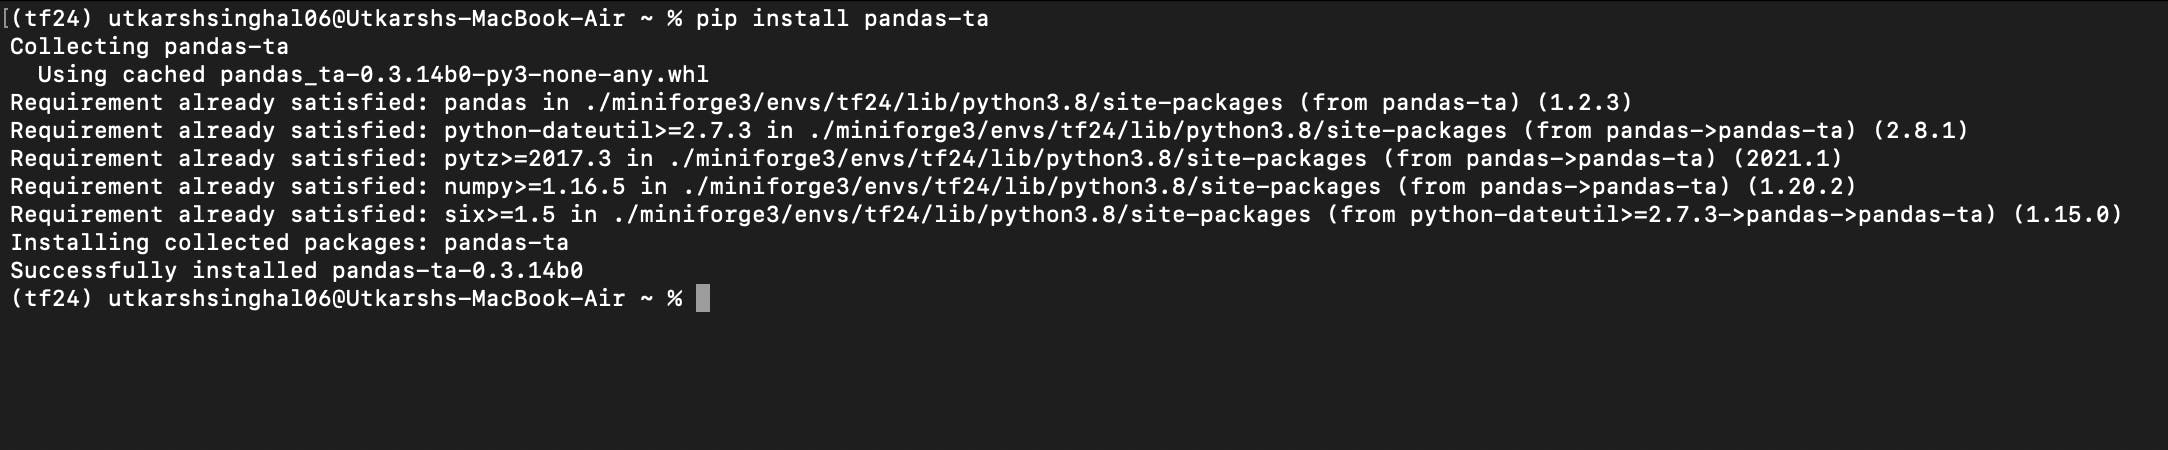 [(tf24) utkarshsinghal06@Utkarshs-MacBook-Air ~ % pip install pandas-ta
Collecting pandas-ta
  Using cached pandas_ta-0.3.14b0-py3-none-any.whl
Requirement already satisfied: pandas in ./miniforge3/envs/tf24/lib/python3.8/site-packages (from pandas-ta) (1.2.3)
Requirement already satisfied: python-dateutil>=2.7.3 in ./miniforge3/envs/tf24/lib/python3.8/site-packages (from pandas->pandas-ta) (2.8.1)
Requirement already satisfied: pytz>=2017.3 in ./miniforge3/envs/tf24/lib/python3.8/site-packages (from pandas->pandas-ta) (2021.1)
Requirement already satisfied: numpy>=1.16.5 in ./miniforge3/envs/tf24/lib/python3.8/site-packages (from pandas->pandas-ta) (1.20.2)
Requirement already satisfied: six>=1.5 in ./miniforge3/envs/tf24/lib/python3.8/site-packages (from python-dateutil>=2.7.3->pandas->pandas-ta) (1.15.0)
Installing collected packages: pandas-ta
Successfully installed pandas-ta-0.3.14b0
(tf24) utkarshsinghal06@Utkarshs-MacBook-Air ~ %